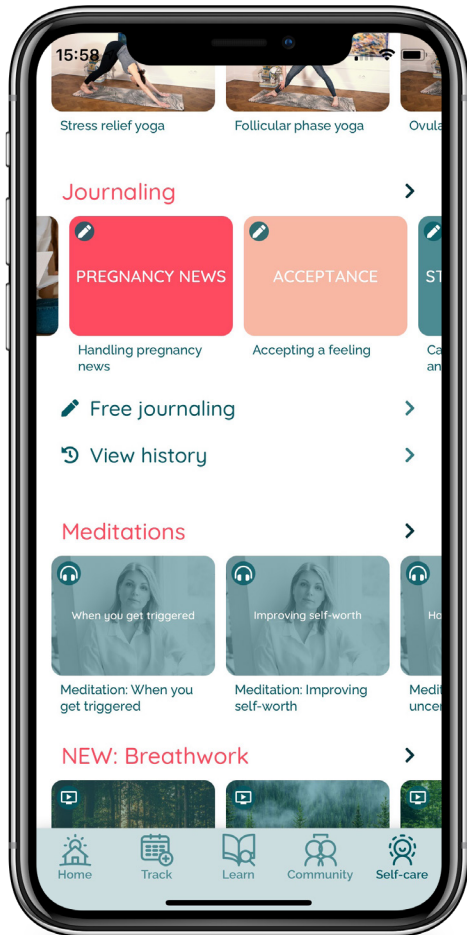 15:58
Stress relief yoga
Follicular phase yoga
Journaling
PREGNANCY NEWS
ACCEPTANCE
Handling pregnancy
news
Accepting a feeling
Free journaling
View history
Meditations
When you get triggered
Improving self-worth
Meditation: When you
get triggered
Meditation: Improving
self-worth
NEW: Breathwork
Home
Track
Learn
Community
Self-care